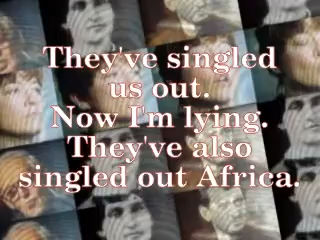 They've singled
us out.
Now I'm lying.
They've also
singled out Africa.